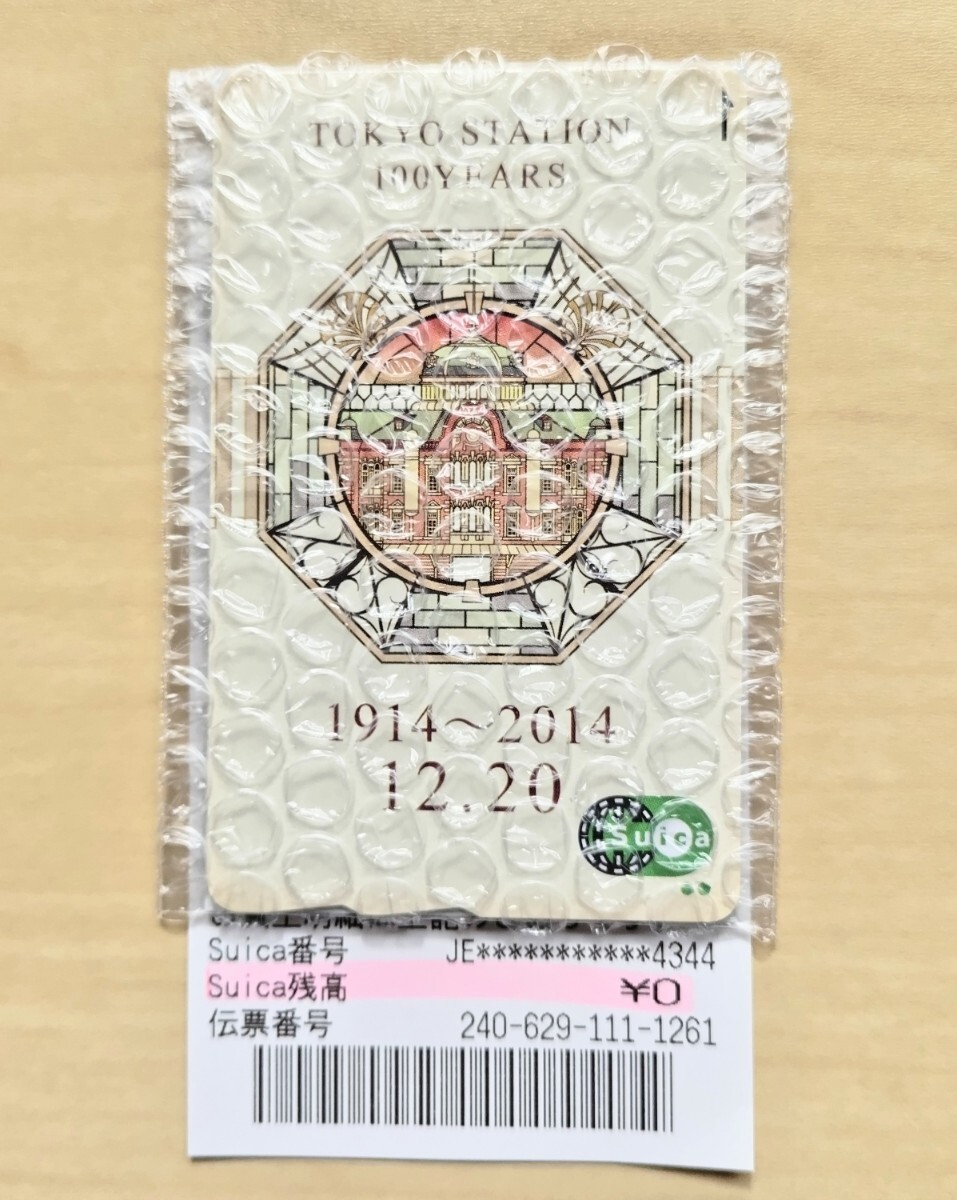 TOKYO STATION
100YEARS
1914～2014
12.20
Suica
Suica番号 JE***********4344
Suica残高 ¥0
伝票番号 240-629-111-1261